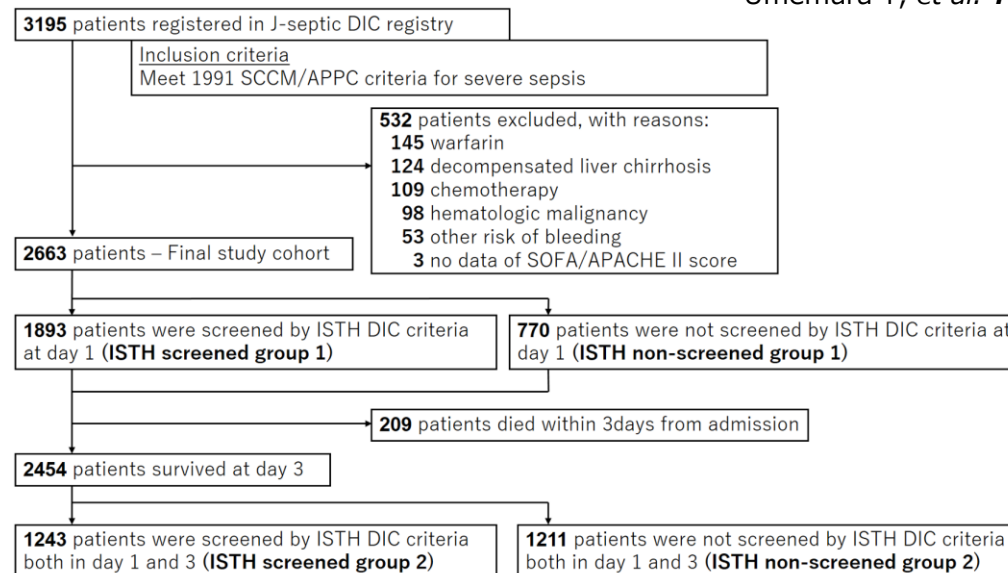 Umemura Y, et al.
3195 patients registered in J-septic DIC registry
Inclusion criteria
Meet 1991 SCCM/APPC criteria for severe sepsis
532 patients excluded, with reasons:
145 warfarin
124 decompensated liver chirrhosis
109 chemotherapy
98 hematologic malignancy
53 other risk of bleeding
3 no data of SOFA/APACHE II score
2663 patients – Final study cohort
1893 patients were screened by ISTH DIC criteria
at day 1 (ISTH screened group 1)
770 patients were not screened by ISTH DIC criteria at
day 1 (ISTH non-screened group 1)
209 patients died within 3days from admission
2454 patients survived at day 3
1243 patients were screened by ISTH DIC criteria
both in day 1 and 3 (ISTH screened group 2)
1211 patients were not screened by ISTH DIC criteria
both in day 1 and 3 (ISTH non-screened group 2)